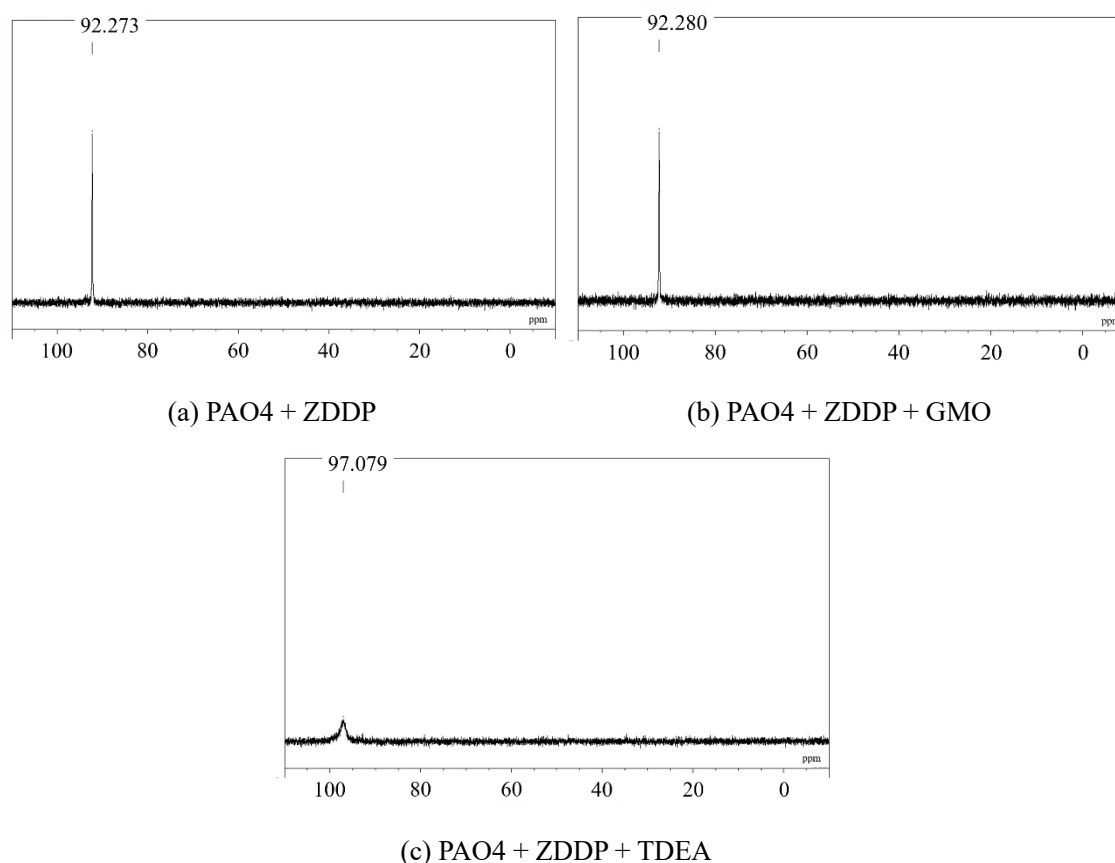 92.273
ppm
100 80 60 40 20 0
(a) PAO4 + ZDDP
92.280
ppm
100 80 60 40 20 0
(b) PAO4 + ZDDP + GMO
97.079
ppm
100 80 60 40 20 0
(c) PAO4 + ZDDP + TDEA